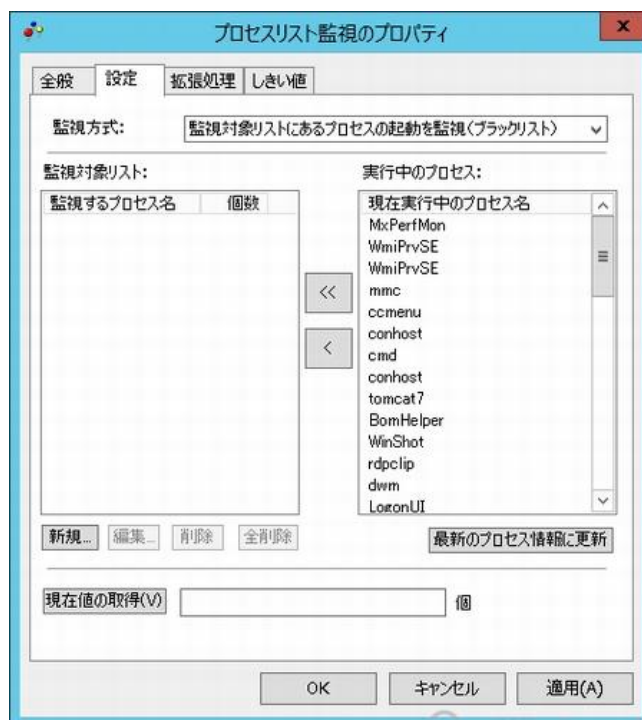 プロセスリスト監視のプロパティ
x
全般 設定 拡張処理 しきい値
監視方式: 監視対象リストにあるプロセスの起動を監視(ブラックリスト)
監視対象リスト: 実行中のプロセス:
監視するプロセス名 個数
現在実行中のプロセス名
MxPerfMon
WmiPrvSE
WmiPrvSE
mmc
ccmenu
conhost
cmd
conhost
tomcat7
BomHelper
WinShot
rdpclip
dwm
LogonUI
<<
<
新規... 編集... 削除 全削除 最新のプロセス情報に更新
現在値の取得(V) 個
OK キャンセル 適用(A)